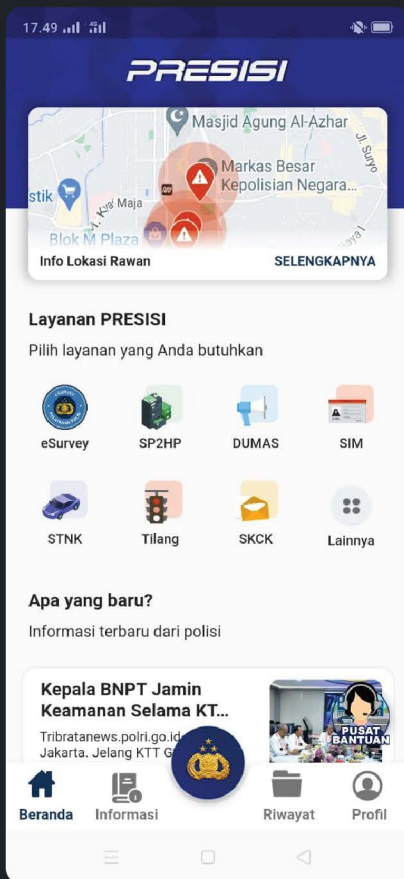 17.49
PRESISI
Masjid Agung Al-Azhar
Jl. Suryo
Markas Besar
Kepolisian Negara...
stik
Maja
Blok M Plaza
Info Lokasi Rawan
SELENGKAPNYA
Layanan PRESISI
Pilih layanan yang Anda butuhkan
eSurvey
SP2HP
DUMAS
SIM
STNK
Tilang
SKCK
Lainnya
Apa yang baru?
Informasi terbaru dari polisi
Kepala BNPT Jamin
Keamanan Selama KT...
Tribratanews.polri.go.id
Jakarta. Jelang KTT G
PUSAT
BANTUAN
Beranda
Informasi
Riwayat
Profil